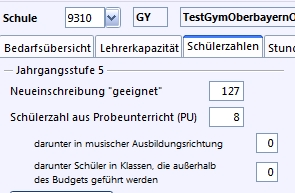 Schule 9310 GY TestGymOberbayernO
Bedarfsübersicht Lehrerkapazität Schülerzahlen Stund
Jahrgangsstufe 5
Neueinschreibung "geeignet" 127
Schülerzahl aus Probeunterricht (PU) 8
darunter in musischer Ausbildungsrichtung 0
darunter Schüler in Klassen, die außerhalb
des Budgets geführt werden 0